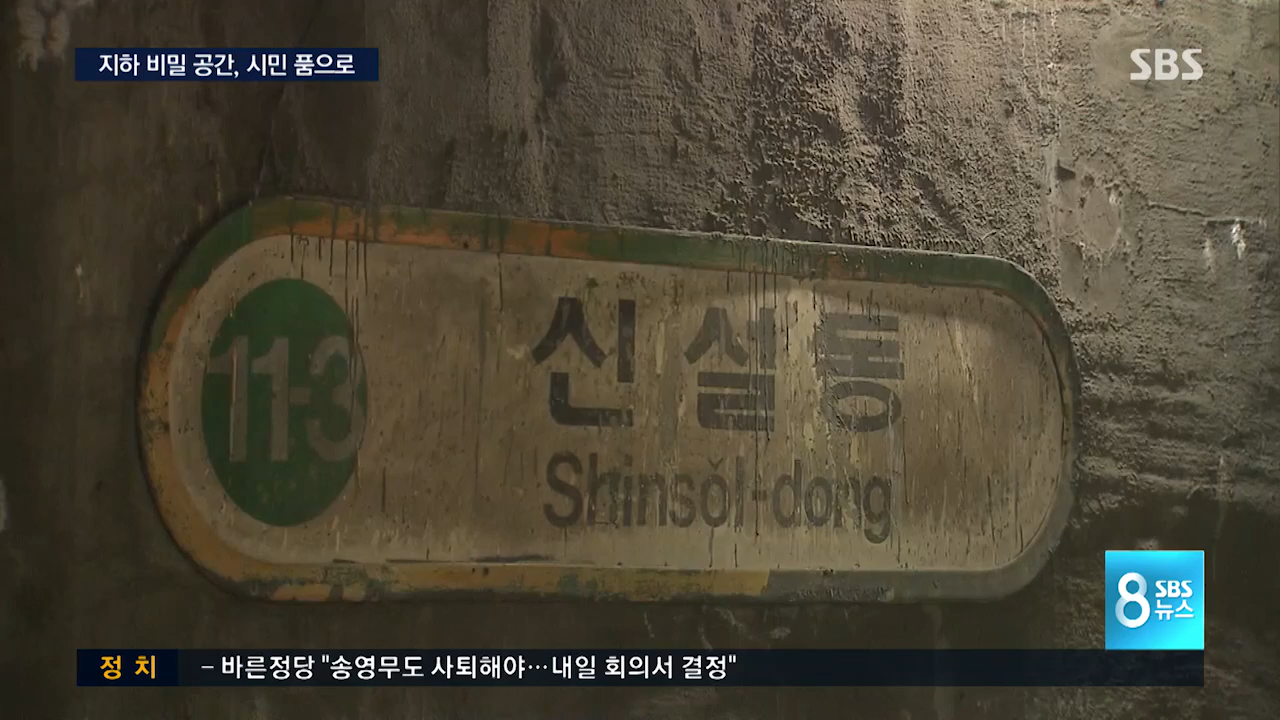 지하 비밀 공간, 시민 품으로
SBS
11-3
신설동
Shinsŏl-dong
8 SBS 뉴스
정치
- 바른정당 "송영무도 사퇴해야…내일 회의서 결정"